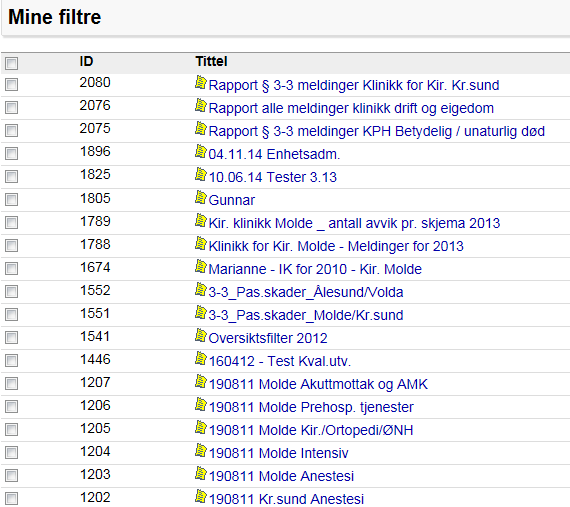 Mine filtre
ID Tittel
2080 Rapport § 3-3 meldinger Klinikk for Kir. Kr.sund
2076 Rapport alle meldinger klinikk drift og eigedom
2075 Rapport § 3-3 meldinger KPH Betydelig / unaturlig død
1896 04.11.14 Enhetsadm.
1825 10.06.14 Tester 3.13
1805 Gunnar
1789 Kir. klinikk Molde _ antall avvik pr. skjema 2013
1788 Klinikk for Kir. Molde - Meldinger for 2013
1674 Marianne - IK for 2010 - Kir. Molde
1552 3-3_Pas.skader_Ålesund/Volda
1551 3-3_Pas.skader_Molde/Kr.sund
1541 Oversiktsfilter 2012
1446 160412 - Test Kval.utv.
1207 190811 Molde Akuttmottak og AMK
1206 190811 Molde Prehosp. tjenester
1205 190811 Molde Kir./Ortopedi/ØNH
1204 190811 Molde Intensiv
1203 190811 Molde Anestesi
1202 190811 Kr.sund Anestesi